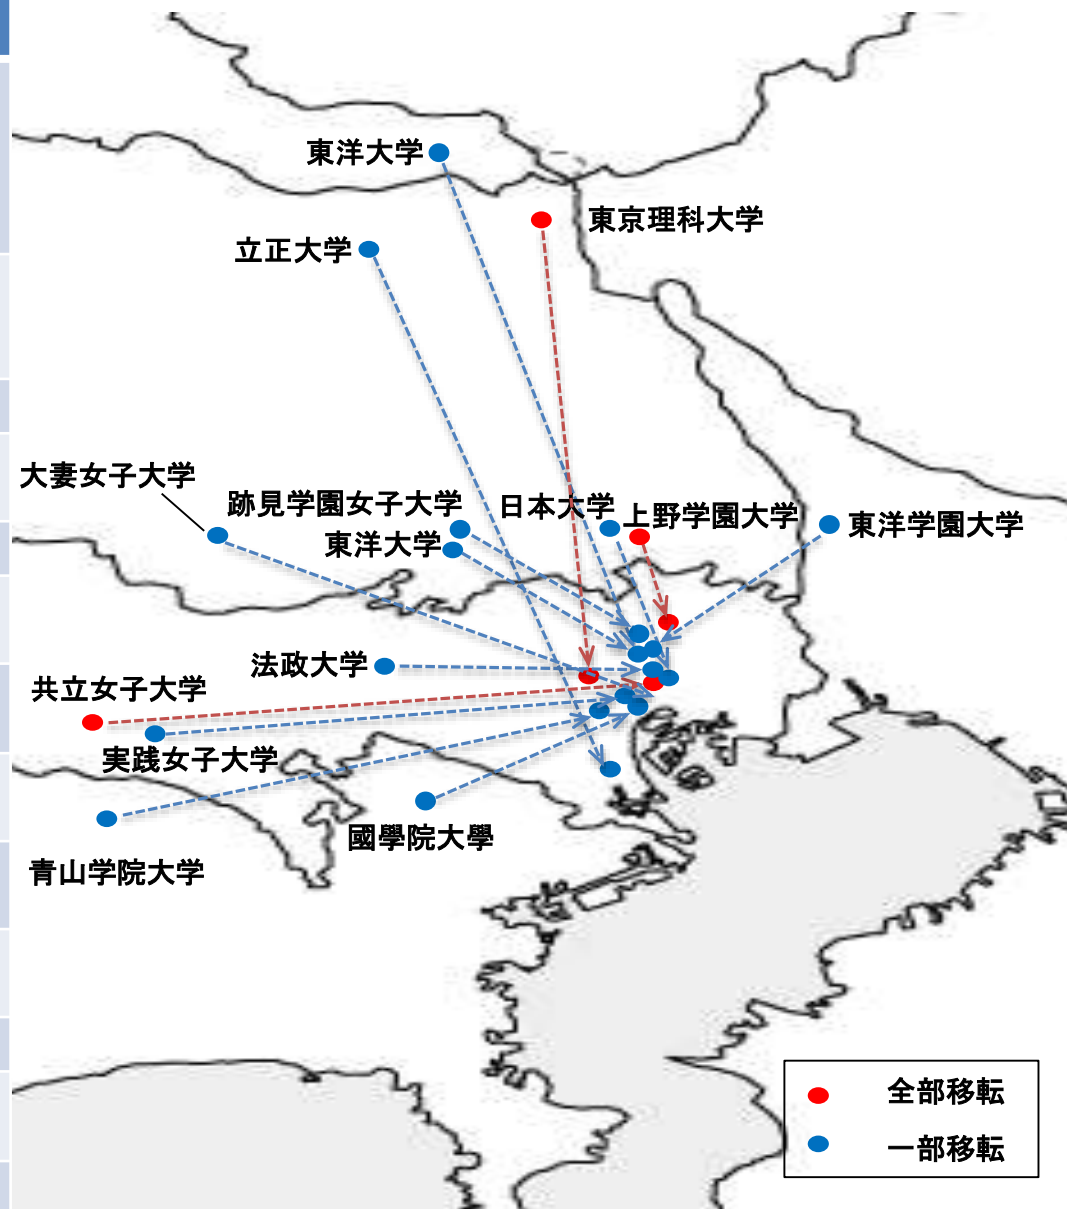 東洋大学
東京理科大学
立正大学
大妻女子大学
跡見学園女子大学
日本大学
上野学園大学
東洋学園大学
東洋大学
法政大学
共立女子大学
実践女子大学
國學院大學
青山学院大学
全部移転
一部移転